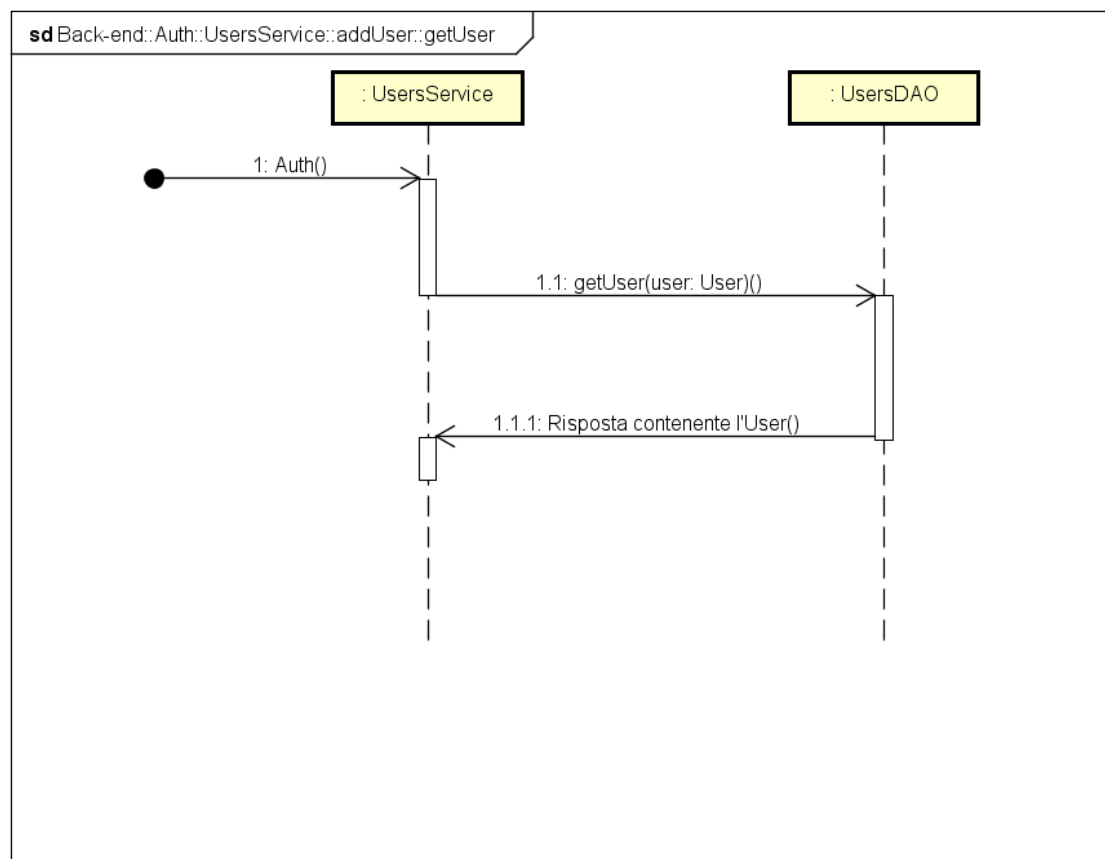 sd Back-end::Auth::UsersService::addUser::getUser
: UsersService
: UsersDAO
1: Auth()
1.1: getUser(user: User)()
1.1.1: Risposta contenente l'User()